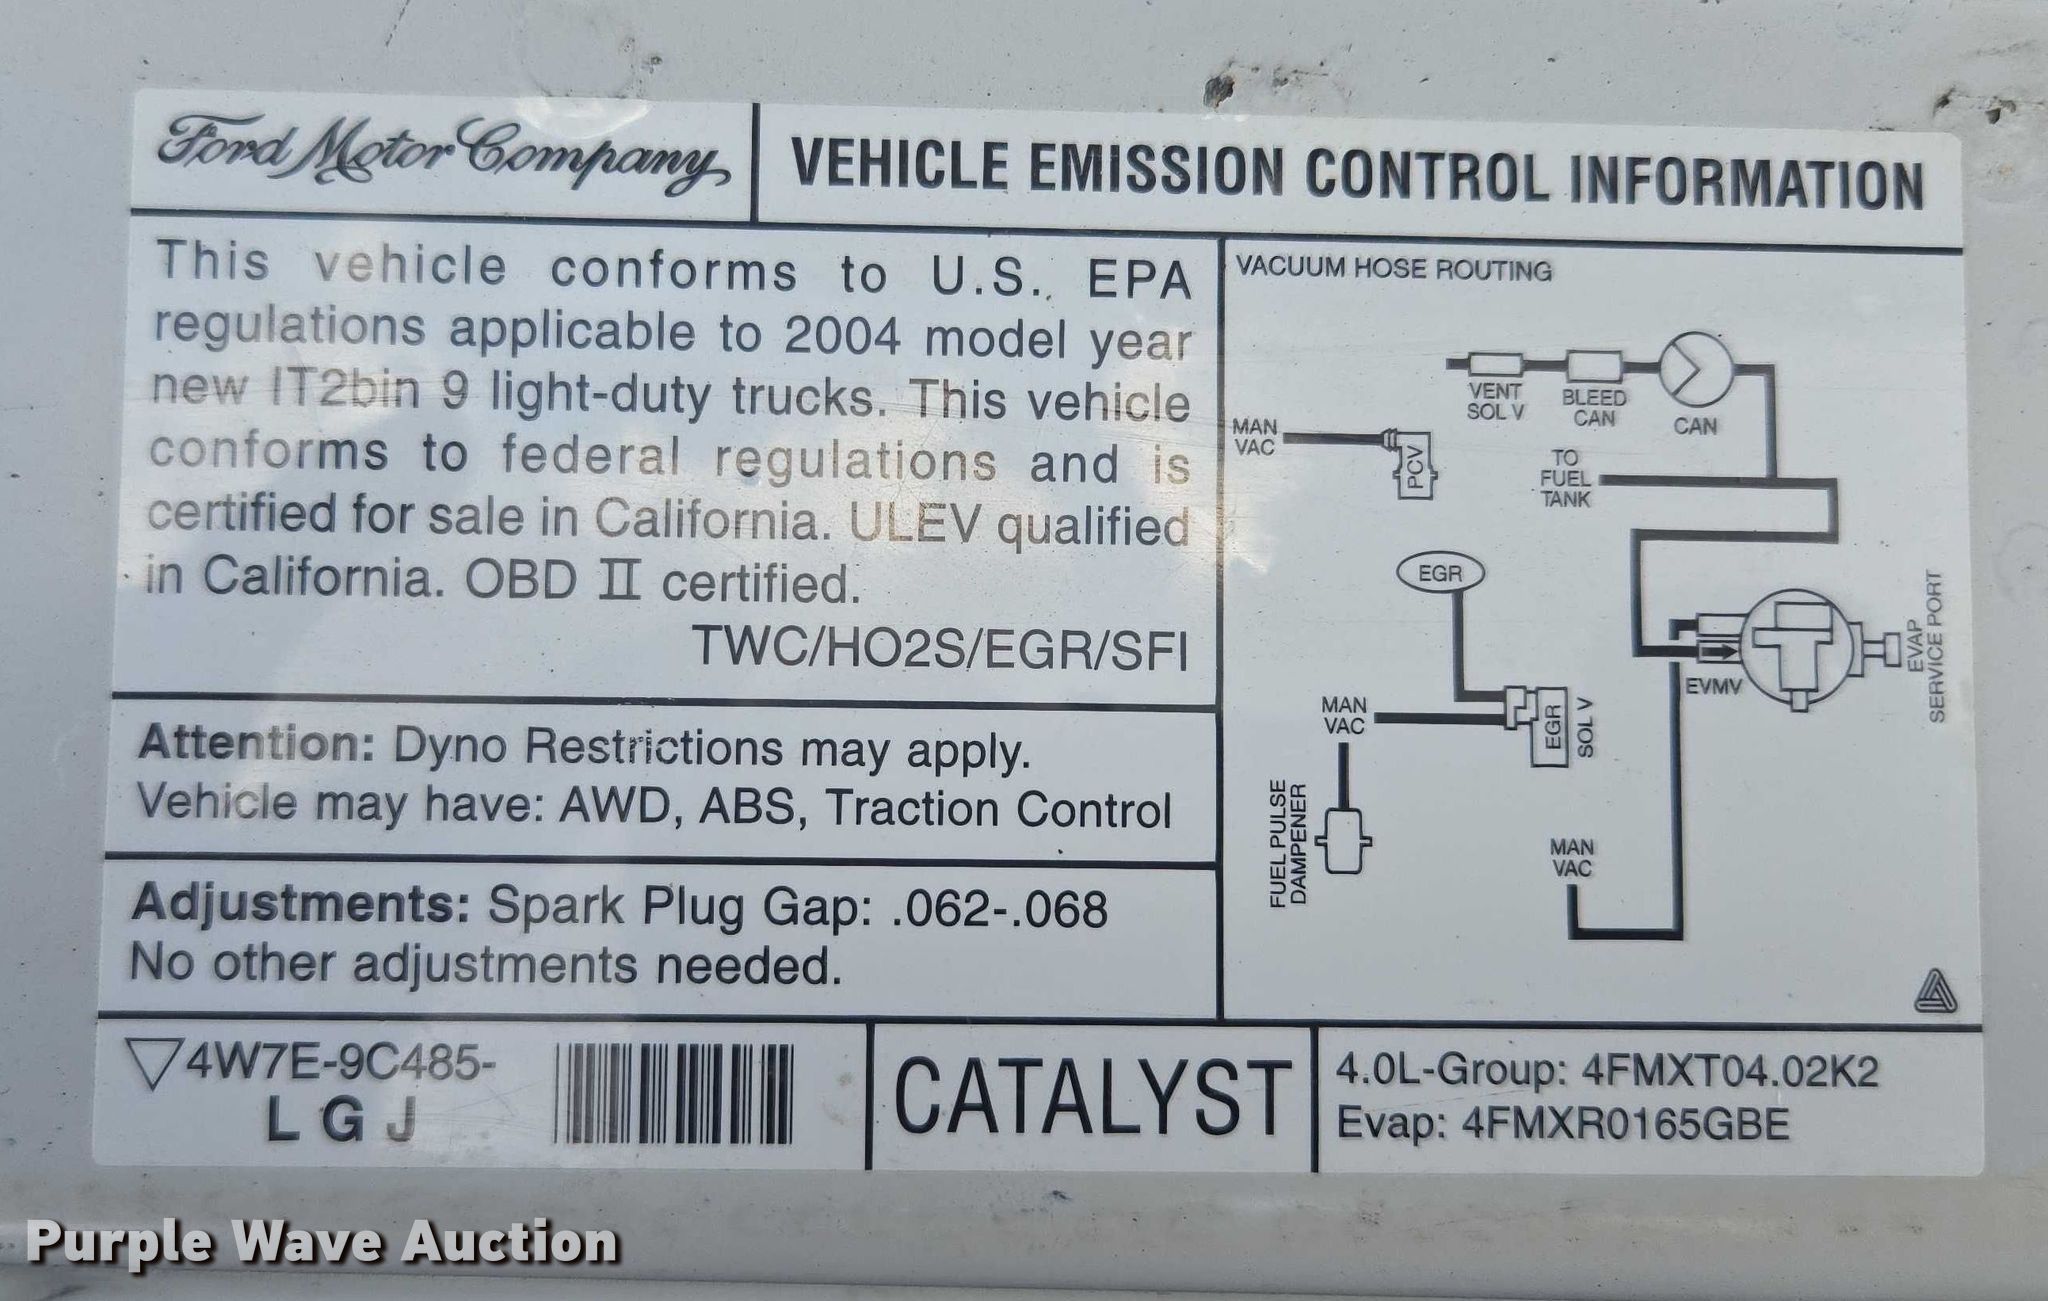 Ford Motor Company
VEHICLE EMISSION CONTROL INFORMATION
This vehicle conforms to U.S. EPA
regulations applicable to 2004 model year
new IT2bin 9 light-duty trucks. This vehicle
conforms to federal regulations and is
certified for sale in California. ULEV qualified
in California. OBD II certified.
TWC/HO2S/EGR/SFI
Attention: Dyno Restrictions may apply.
Vehicle may have: AWD, ABS, Traction Control
Adjustments: Spark Plug Gap: .062-.068
No other adjustments needed.
VACUUM HOSE ROUTING
VENT
SOL V
BLEED
CAN
CAN
MAN
VAC
PCV
TO
FUEL
TANK
EGR
EVMV
EVAP
SERVICE PORT
MAN
VAC
EGR
SOL V
FUEL PULSE
DAMPENER
MAN
VAC
4W7E-9C485-
L G J
CATALYST
4.0L-Group: 4FMXT04.02K2
Evap: 4FMXR0165GBE
Purple Wave Auction